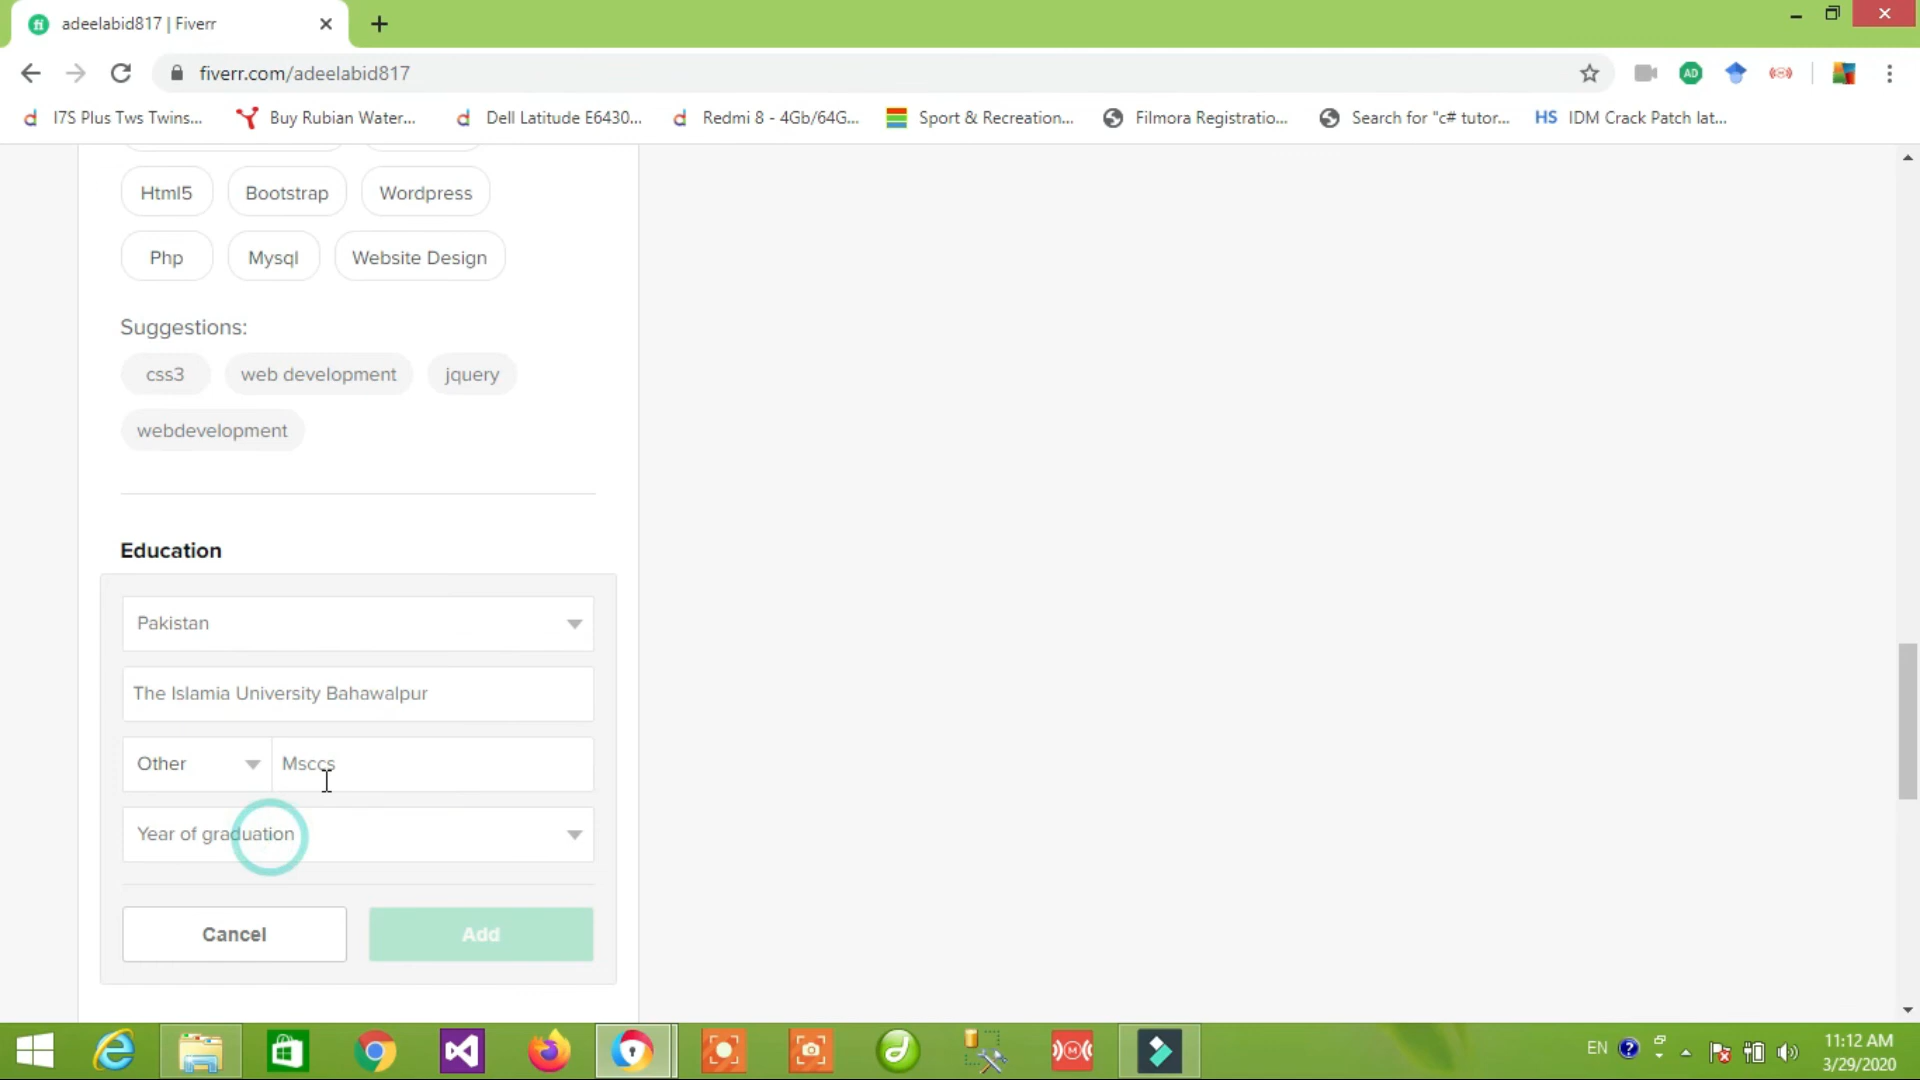 adeelabid817 | Fiverr
fiverr.com/adeelabid817
AD
I7S Plus Tws Twins...
Buy Rubian Water...
Dell Latitude E6430...
Redmi 8 - 4Gb/64G...
Sport & Recreation...
Filmora Registratio...
Search for "c# tutor...
HS IDM Crack Patch lat...
Html5
Bootstrap
Wordpress
Php
Mysql
Website Design
Suggestions:
css3
web development
jquery
webdevelopment
Education
Pakistan
The Islamia University Bahawalpur
Other
Msccs
Year of graduation
Cancel
Add
EN
11:12 AM
3/29/2020